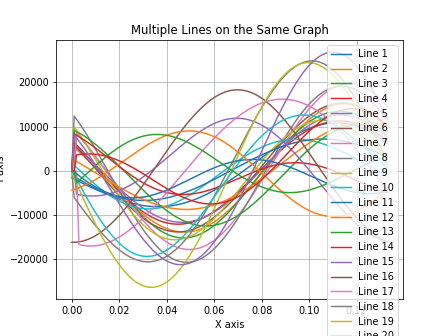 Multiple Lines on the Same Graph
20000
10000
0
−10000
−20000
axis
0.00
0.02
0.04
0.06
0.08
0.10
X axis
Line 1
Line 2
Line 3
Line 4
Line 6
Line 7
Line 8
Line 9
Line 10
Line 11
Line 12
Line 13
Line 14
Line 15
Line 16
Line 17
Line 18
Line 19
Line 20